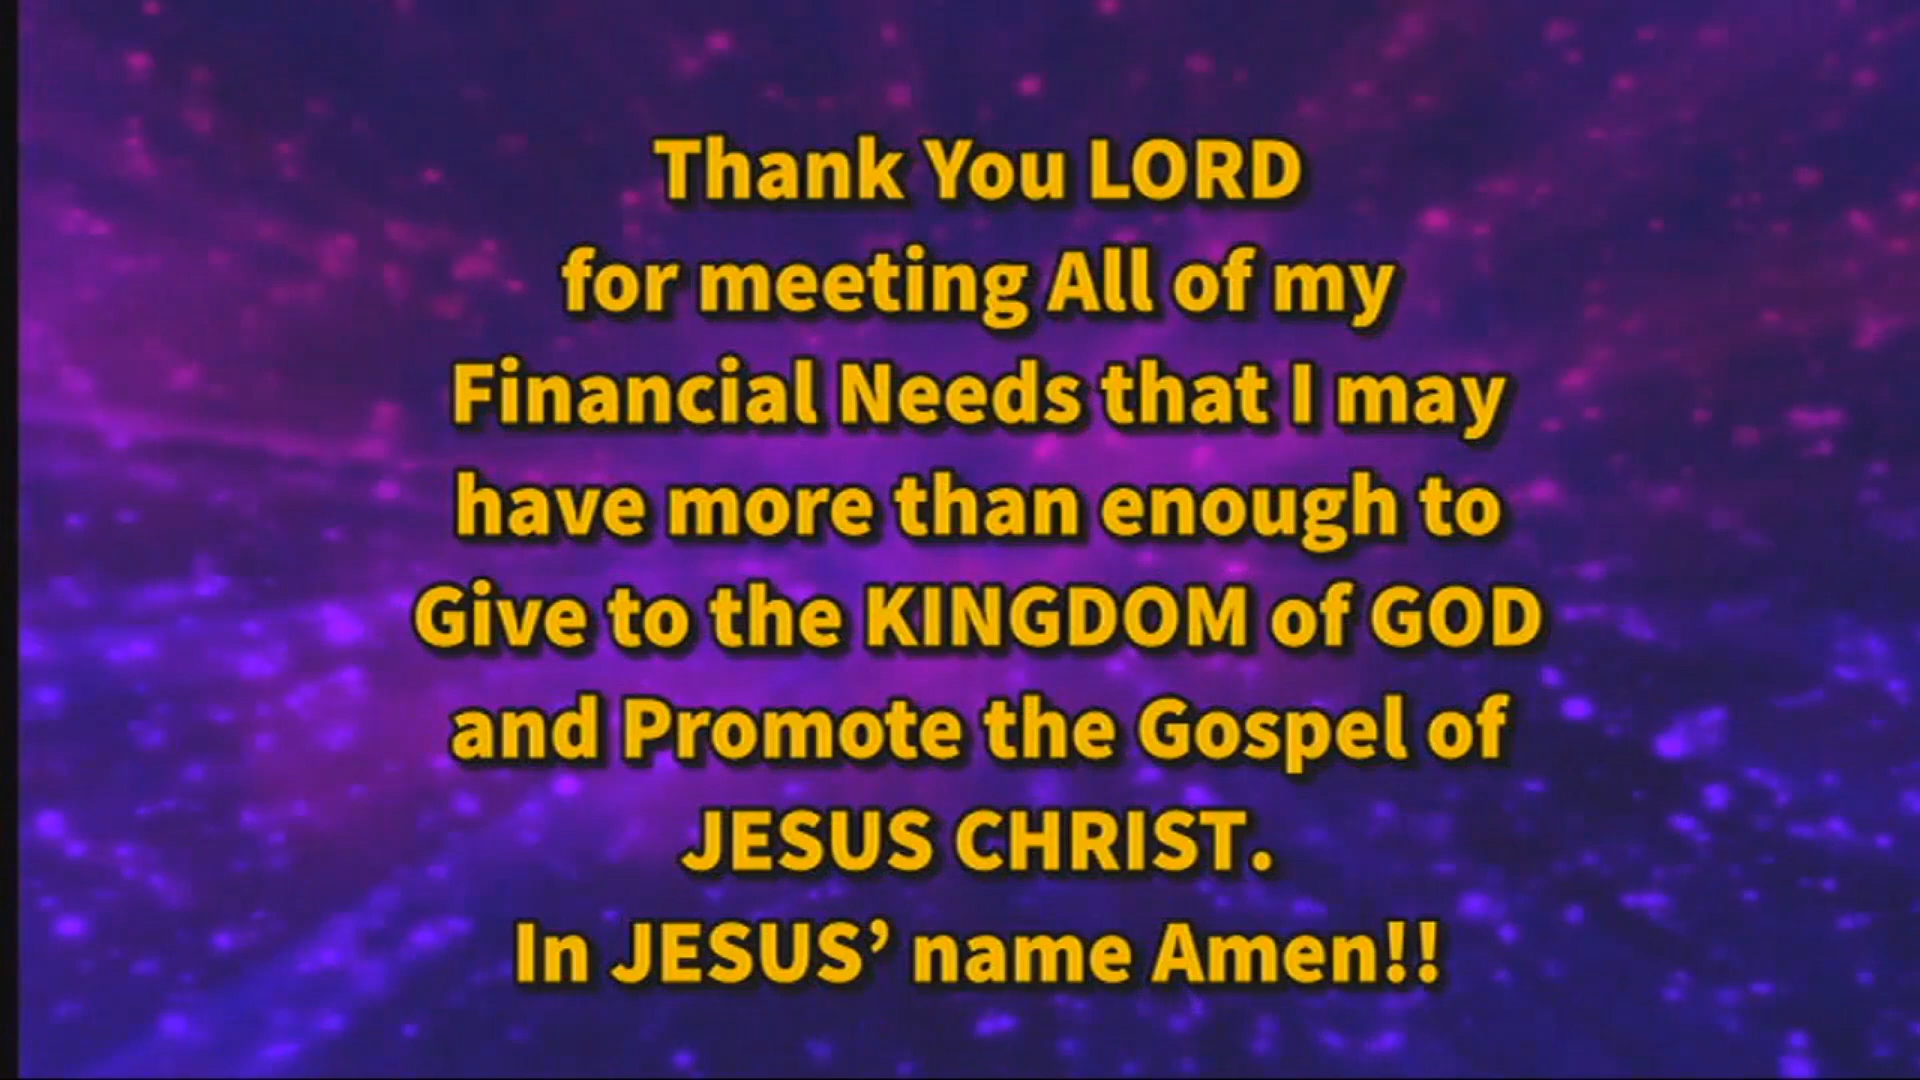 Thank You LORD
for meeting All of my
Financial Needs that I may
have more than enough to
Give to the KINGDOM of GOD
and Promote the Gospel of
JESUS CHRIST.
In JESUS’ name Amen!!